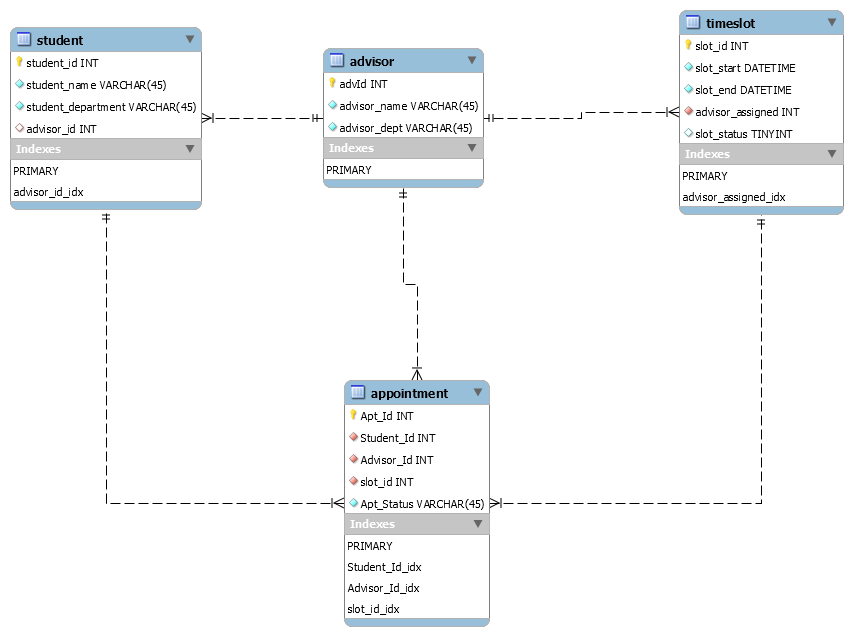 student
student_id INT
student_name VARCHAR(45)
student_department VARCHAR(45)
advisor_id INT
Indexes
PRIMARY
advisor_id_idx
advisor
advId INT
advisor_name VARCHAR(45)
advisor_dept VARCHAR(45)
Indexes
PRIMARY
timeslot
slot_id INT
slot_start DATETIME
slot_end DATETIME
advisor_assigned INT
slot_status TINYINT
Indexes
PRIMARY
advisor_assigned_idx
appointment
Apt_Id INT
Student_Id INT
Advisor_Id INT
slot_id INT
Apt_Status VARCHAR(45)
Indexes
PRIMARY
Student_Id_idx
Advisor_Id_idx
slot_id_idx